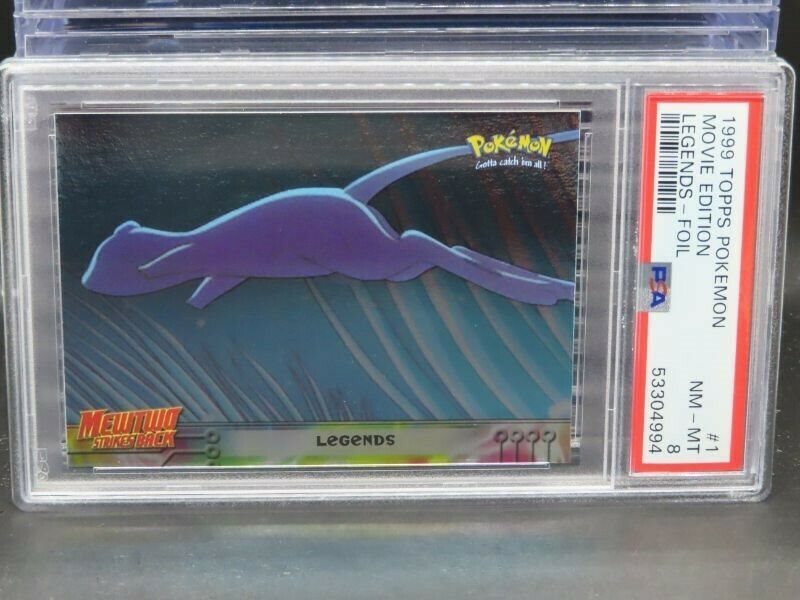 POKéMON
Gotta catch 'em all!
MEWTWO
STRIKES BACK
LEGENDS
1999 TOPPS POKEMON
MOVIE EDITION
LEGENDS - FOIL
#1
NM - MT
8
53304994
PSA